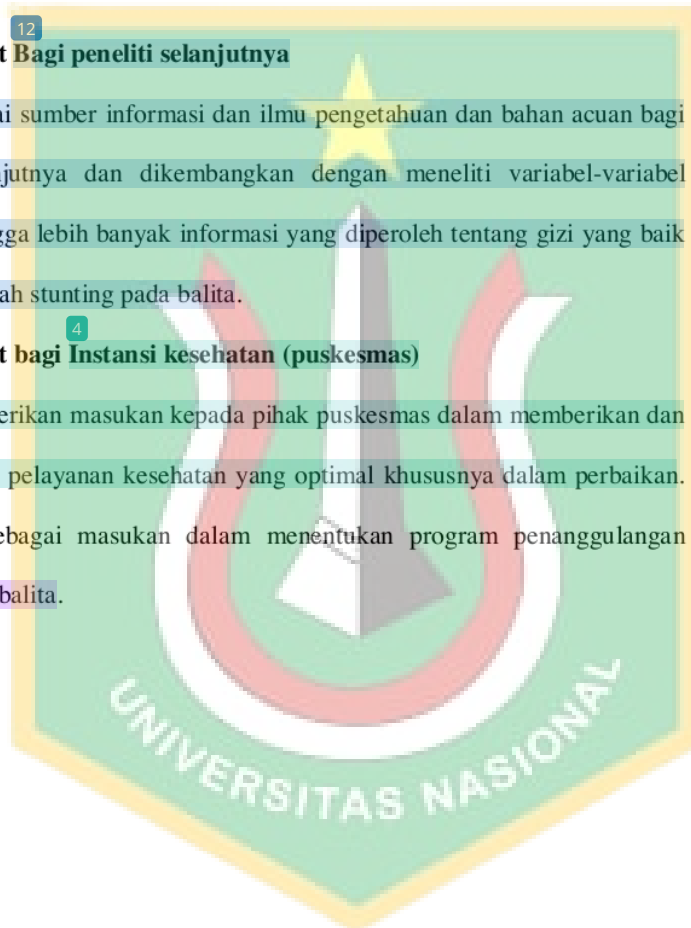 12
t Bagi peneliti selanjutnya
ai sumber informasi dan ilmu pengetahuan dan bahan acuan bagi
njutnya dan dikembangkan dengan meneliti variabel-variabel
gga lebih banyak informasi yang diperoleh tentang gizi yang baik
ah stunting pada balita.
4
t bagi Instansi kesehatan (puskesmas)
erikan masukan kepada pihak puskesmas dalam memberikan dan
pelayanan kesehatan yang optimal khususnya dalam perbaikan.
ebagai masukan dalam menentukan program penanggulangan
balita.
UNIVERSITAS NASIONAL